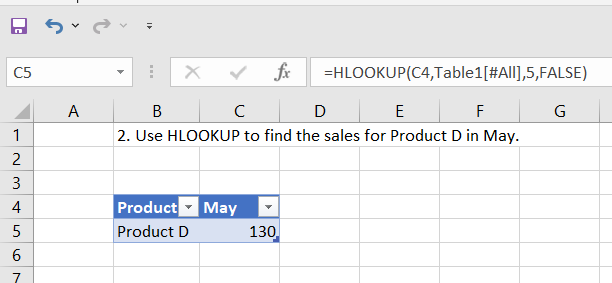 C5 =HLOOKUP(C4,Table1[#All],5,FALSE)
A B C D E F G
1 2. Use HLOOKUP to find the sales for Product D in May.
2
3
4 Product May
5 Product D 130
6
7